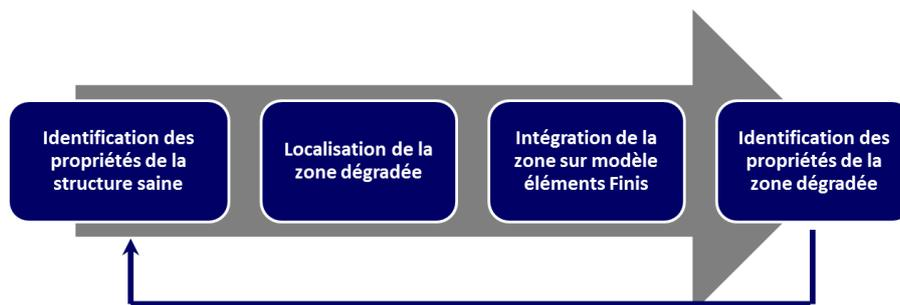 Identification des
propriétés de la
structure saine
Localisation de la
zone dégradée
Intégration de la
zone sur modèle
éléments Finis
Identification des
propriétés de la
zone dégradée